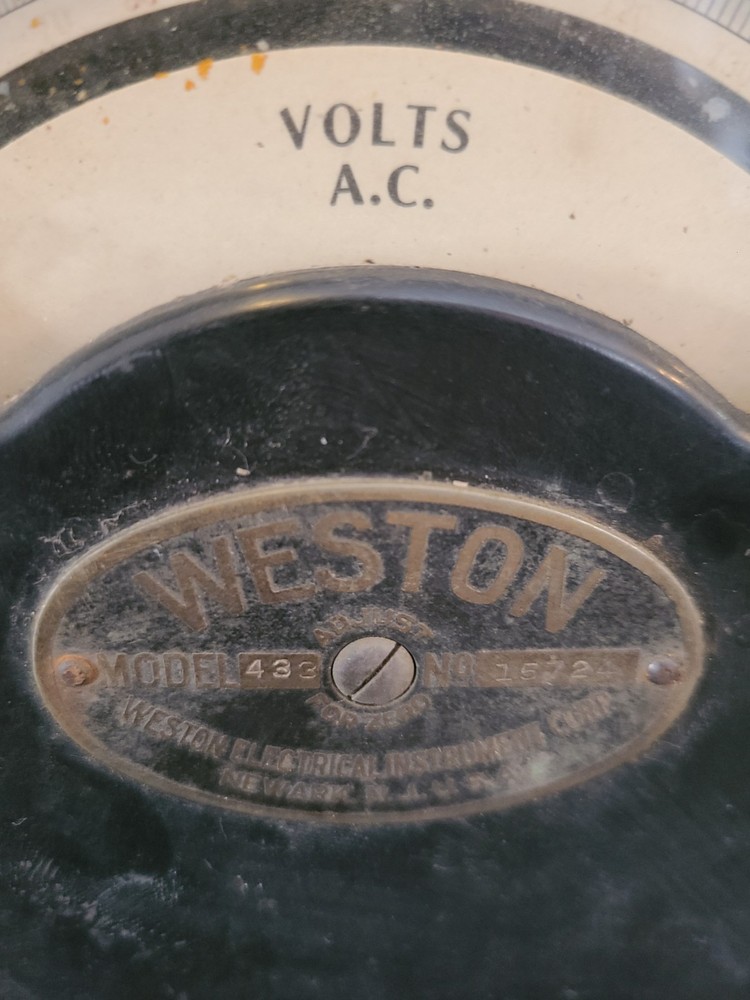 VOLTS
A.C.
WESTON
ADJUST
MODEL 433 NO
FOR ZERO
WESTON ELECTRICAL INSTRUMENT CORP.
NEWARK, N.J., U.S.A.